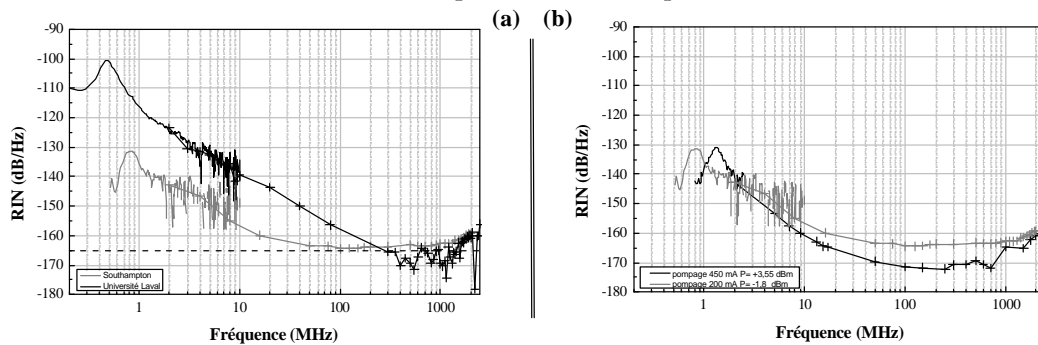 (a) (b)
-90
-100
-110
-120
-130
-140
-150
-160
-170
-180
RIN (dB/Hz)
Southampton
Université Laval
1 10 100 1000
Fréquence (MHz)
-90
-100
-110
-120
-130
-140
-150
-160
-170
-180
RIN (dB/Hz)
pompage 450 mA P= +3,55 dBm
pompage 200 mA P= -1.8 dBm
1 10 100 1000
Fréquence (MHz)